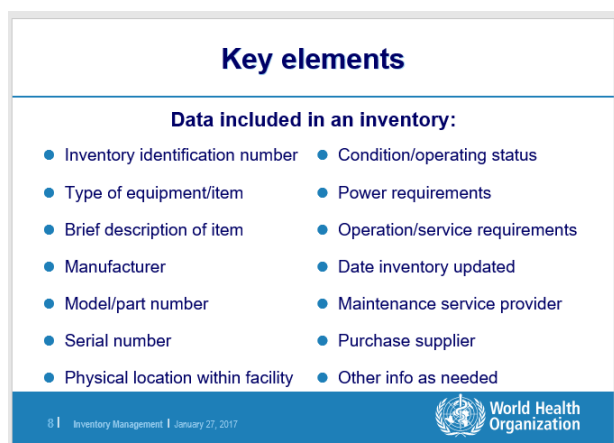 Key elements
Data included in an inventory:
Inventory identification number
Type of equipment/item
Brief description of item
Manufacturer
Model/part number
Serial number
Physical location within facility
Condition/operating status
Power requirements
Operation/service requirements
Date inventory updated
Maintenance service provider
Purchase supplier
Other info as needed
8 | Inventory Management | January 27, 2017
World Health
Organization